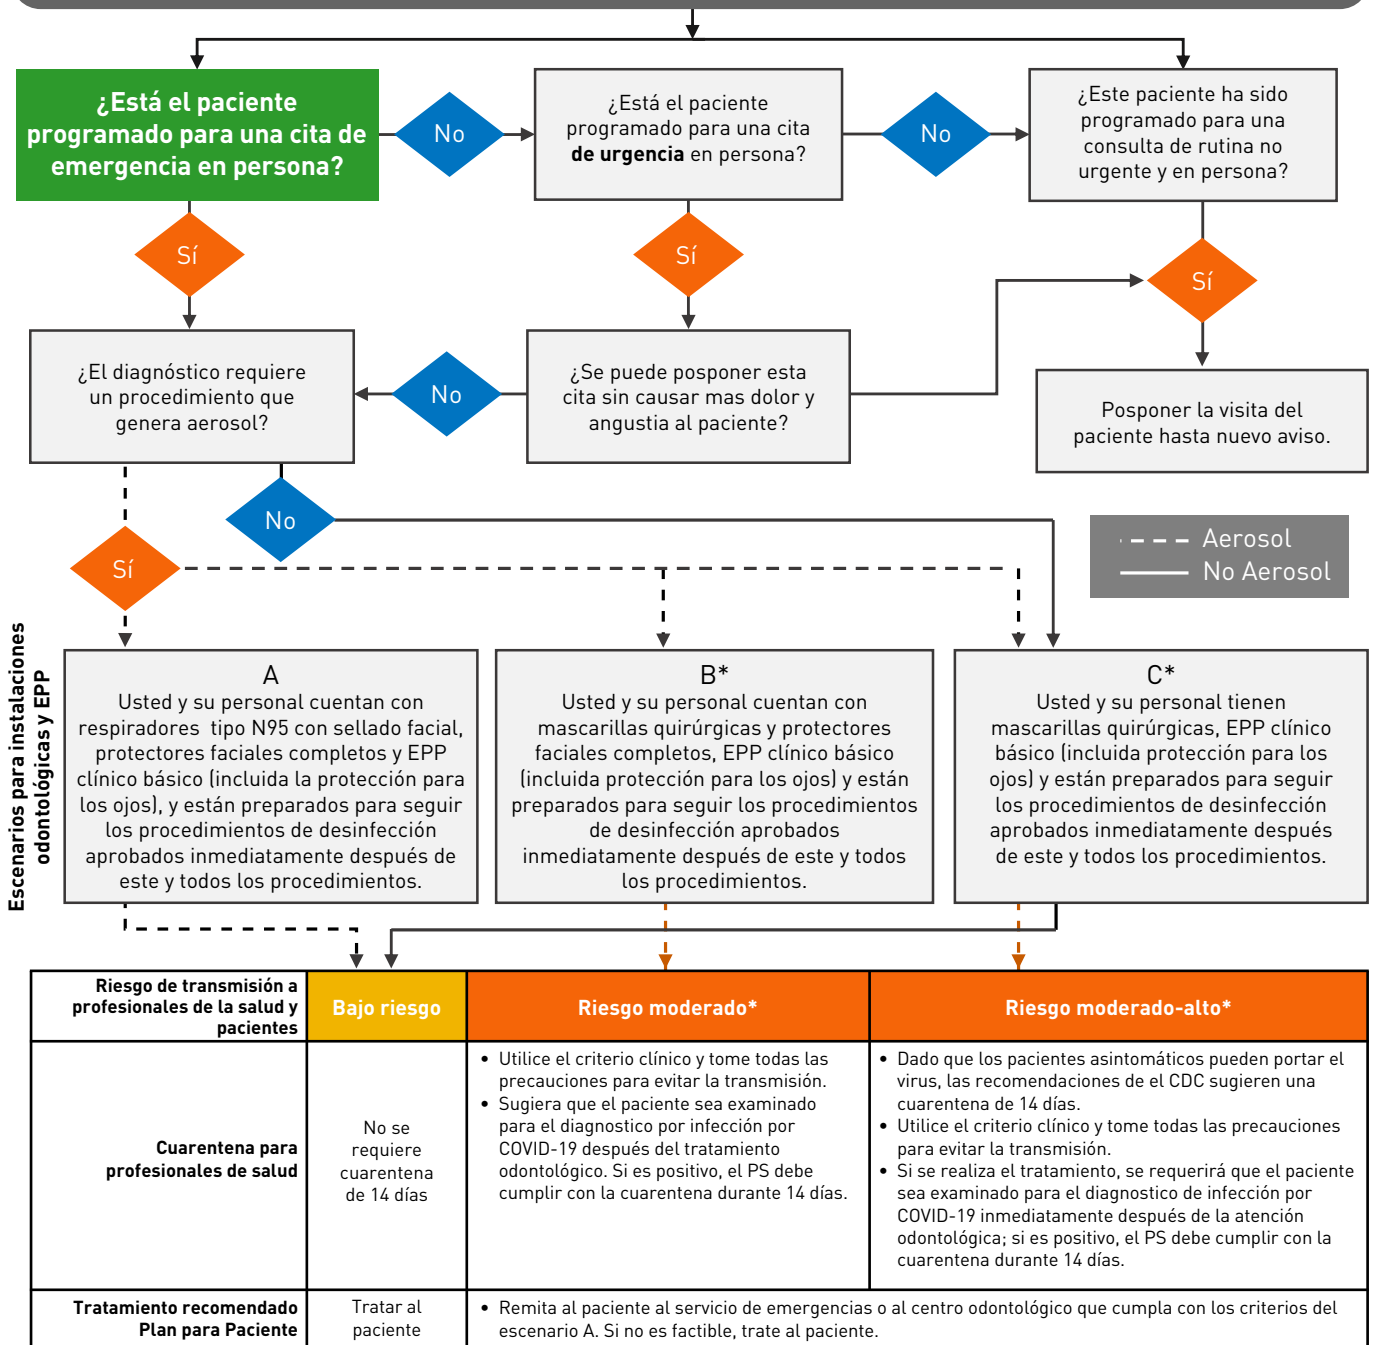 ¿Está el paciente
programado para una cita de
emergencia en persona?
No
¿Está el paciente
programado para una cita
de urgencia en persona?
No
¿Este paciente ha sido
programado para una
consulta de rutina no
urgente y en persona?
Sí
Sí
Sí
¿El diagnóstico requiere
un procedimiento que
genera aerosol?
No
¿Se puede posponer esta
cita sin causar mas dolor y
angustia al paciente?
Posponer la visita del
paciente hasta nuevo aviso.
No
Sí
Aerosol
No Aerosol
Escenarios para instalaciones
odontológicas y EPP
A
Usted y su personal cuentan con
respiradores tipo N95 con sellado facial,
protectores faciales completos y EPP
clínico básico (incluida la protección para
los ojos), y están preparados para seguir
los procedimientos de desinfección
aprobados inmediatamente después de
este y todos los procedimientos.
B*
Usted y su personal cuentan con
mascarillas quirúrgicas y protectores
faciales completos, EPP clínico básico
(incluida protección para los ojos) y están
preparados para seguir los procedimientos
de desinfección aprobados
inmediatamente después de este y todos
los procedimientos.
C*
Usted y su personal tienen
mascarillas quirúrgicas, EPP clínico
básico (incluida protección para los
ojos) y están preparados para seguir
los procedimientos de desinfección
aprobados inmediatamente después
de este y todos los procedimientos.
Riesgo de transmisión a
profesionales de la salud y
pacientes
Bajo riesgo
Riesgo moderado*
Riesgo moderado-alto*
Cuarentena para
profesionales de salud
No se
requiere
cuarentena
de 14 días
• Utilice el criterio clínico y tome todas las
precauciones para evitar la transmisión.
• Sugiera que el paciente sea examinado
para el diagnostico por infección por
COVID-19 después del tratamiento
odontológico. Si es positivo, el PS debe
cumplir con la cuarentena durante 14 días.
• Dado que los pacientes asintomáticos pueden portar el
virus, las recomendaciones de el CDC sugieren una
cuarentena de 14 días.
• Utilice el criterio clínico y tome todas las precauciones
para evitar la transmisión.
• Si se realiza el tratamiento, se requerirá que el paciente
sea examinado para el diagnostico de infección por
COVID-19 inmediatamente después de la atención
odontológica; si es positivo, el PS debe cumplir con la
cuarentena durante 14 días.
Tratamiento recomendado
Plan para Paciente
Tratar al
paciente
• Remita al paciente al servicio de emergencias o al centro odontológico que cumpla con los criterios del
escenario A. Si no es factible, trate al paciente.